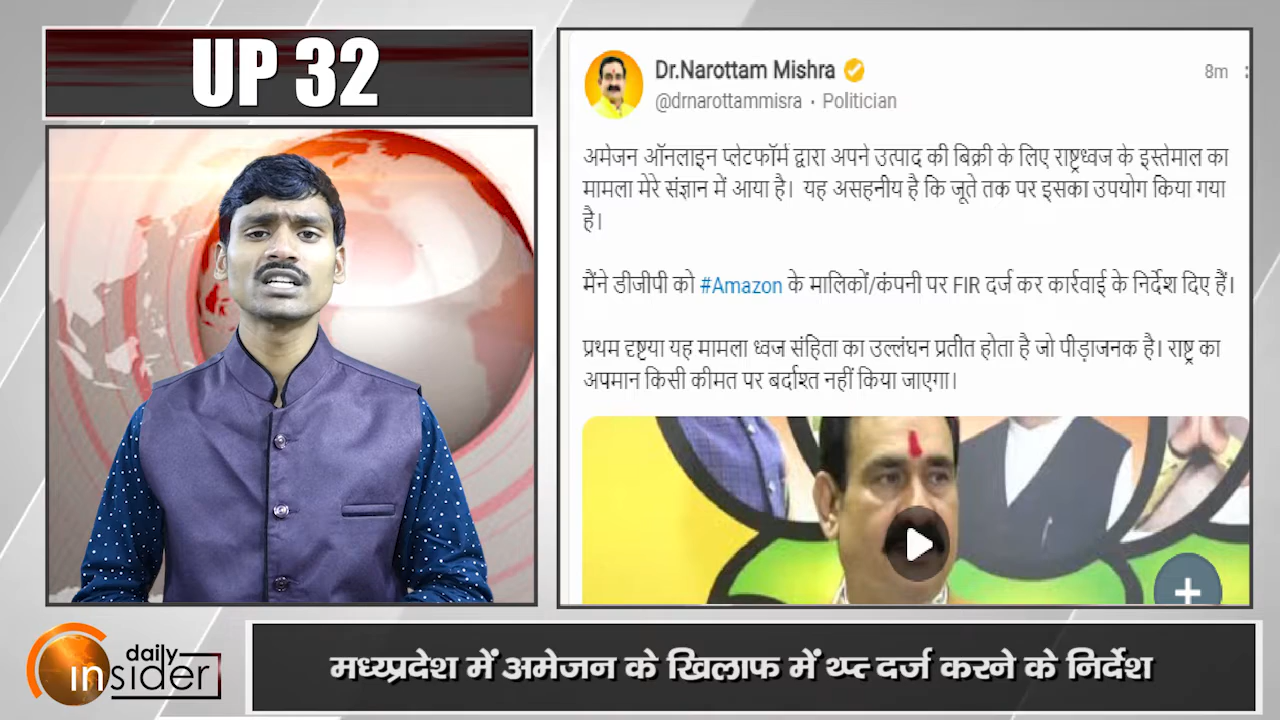 UP 32
Dr.Narottam Mishra
8m
@drnarottammisra · Politician
अमेजन ऑनलाइन प्लेटफॉर्म द्वारा अपने उत्पाद की बिक्री के लिए राष्ट्रध्वज के इस्तेमाल का
मामला मेरे संज्ञान में आया है। यह असहनीय है कि जूते तक पर इसका उपयोग किया गया
है।
मैंने डीजीपी को #Amazon के मालिकों/कंपनी पर FIR दर्ज कर कार्रवाई के निर्देश दिए हैं।
प्रथम दृष्टया यह मामला ध्वज संहिता का उल्लंघन प्रतीत होता है जो पीड़ाजनक है। राष्ट्र का
अपमान किसी कीमत पर बर्दाश्त नहीं किया जाएगा।
daily
insider
मध्यप्रदेश में अमेजन के खिलाफ में थ्प्त् दर्ज करने के निर्देश